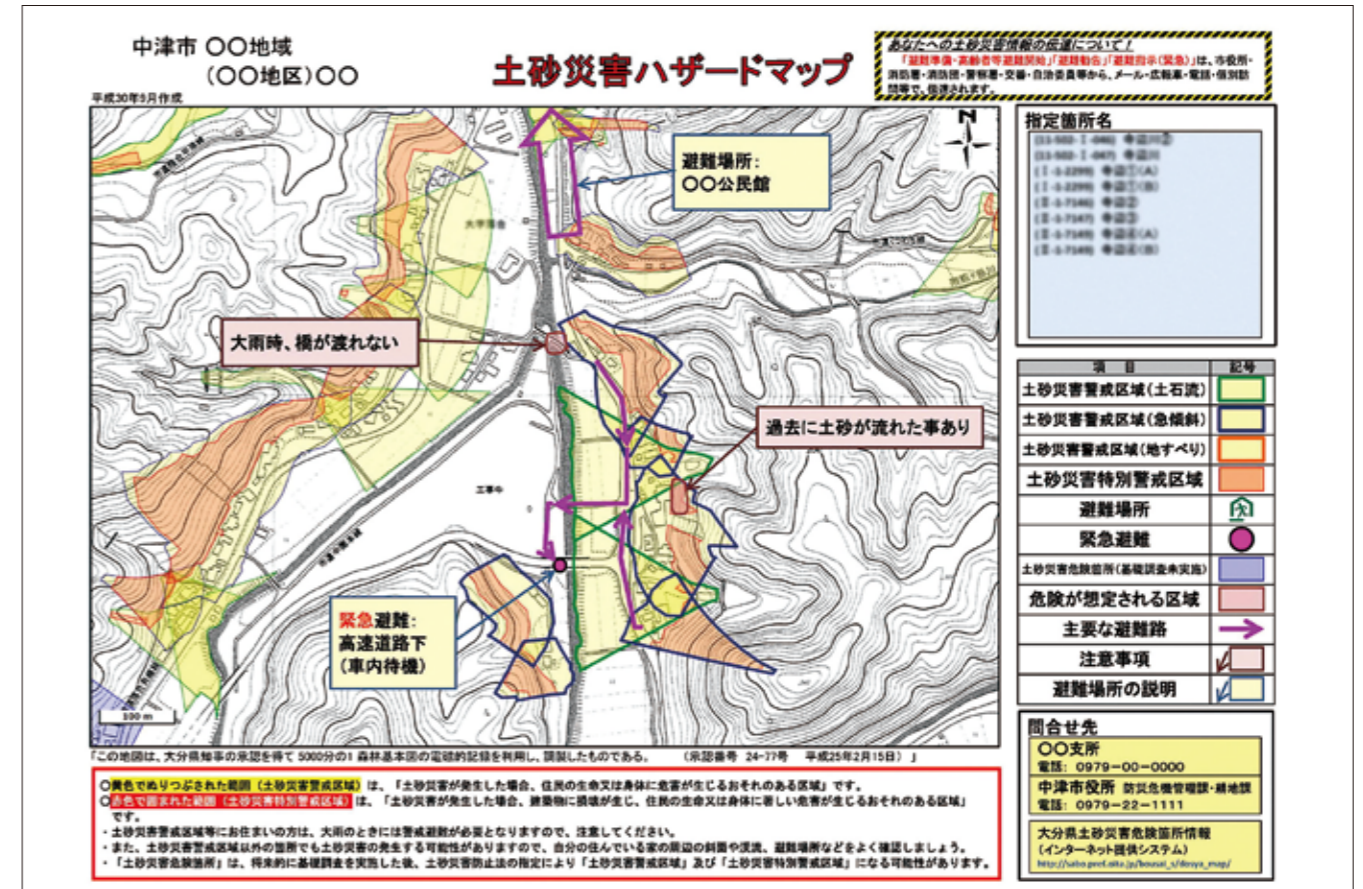 中津市 〇〇地域
(〇〇地区)〇〇
平成30年9月作成
土砂災害ハザードマップ
あなたへの土砂災害情報の伝達について！
「避難準備・高齢者等避難開始」「避難勧告」「避難指示(緊急)」は、市役所・
消防署・消防団・警察署・交番・自治委員等から、メール・広報車・電話・個別訪
問等で、伝達されます。
N
避難場所:
〇〇公民館
大字落合
大雨時、橋が渡れない
過去に土砂が流れた事あり
工事中
緊急避難:
高速道路下
(車内待機)
100 m
「この地図は、大分県知事の承認を得て 5000分の1 森林基本図の電磁的記録を利用し、調製したものである。 (承認番号 24-77号 平成25年2月15日) 」
指定箇所名
項 目 記号
土砂災害警戒区域(土石流)
土砂災害警戒区域(急傾斜)
土砂災害警戒区域(地すべり)
土砂災害特別警戒区域
避難場所
緊急避難
土砂災害危険箇所(基礎調査未実施)
危険が想定される区域
主要な避難路
注意事項
避難場所の説明
問合せ先
〇〇支所
電話: 0979-00-0000
中津市役所 防災危機管理課・耕地課
電話: 0979-22-1111
大分県土砂災害危険箇所情報
(インターネット提供システム)
http://sabo.pref.oita.jp/bousai_s/dosya_map/
〇黄色でぬりつぶされた範囲(土砂災害警戒区域)は、「土砂災害が発生した場合、住民の生命又は身体に危害が生じるおそれのある区域」です。
〇赤色で囲まれた範囲(土砂災害特別警戒区域)は、「土砂災害が発生した場合、建築物に損壊が生じ、住民の生命又は身体に著しい危害が生じるおそれのある区域」
です。
・土砂災害警戒区域等にお住まいの方は、大雨のときには警戒避難が必要となりますので、注意してください。
・また、土砂災害警戒区域以外の箇所でも土砂災害の発生する可能性がありますので、自分の住んでいる家の周辺の斜面や渓流、避難場所などをよく確認しましょう。
・「土砂災害危険箇所」は、将来的に基礎調査を実施した後、土砂災害防止法の指定により「土砂災害警戒区域」及び「土砂災害特別警戒区域」になる可能性があります。